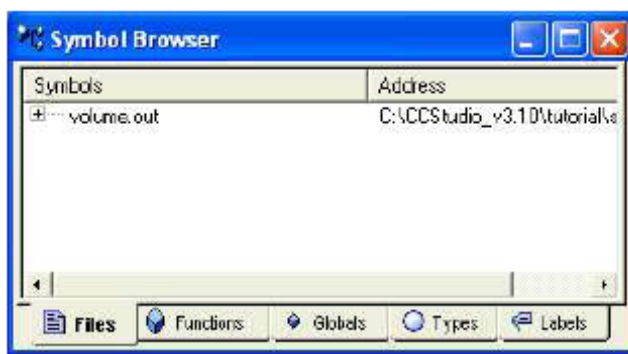 Symbol Browser
Symbols Address
volume.out C:\CCStudio_v3.10\tutorial\s
Files Functions Globals Types Labels